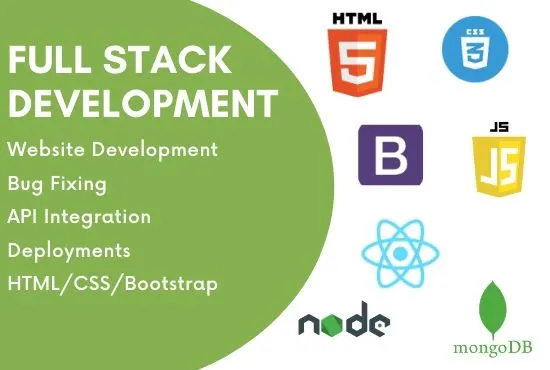 FULL STACK
DEVELOPMENT
Website Development
Bug Fixing
API Integration
Deployments
HTML/CSS/Bootstrap
HTML
5
CSS
3
B
JS
JS
node
mongoDB